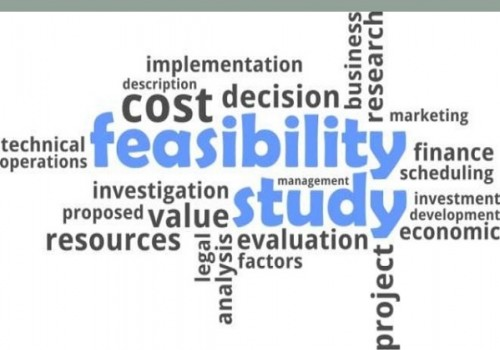 business
research
implementation
description
cost
decision
marketing
feasibility
technical
operations
finance
scheduling
management
investigation
study
investment
proposed
value
development
economic
resources
legal
analysis
evaluation
factors
project